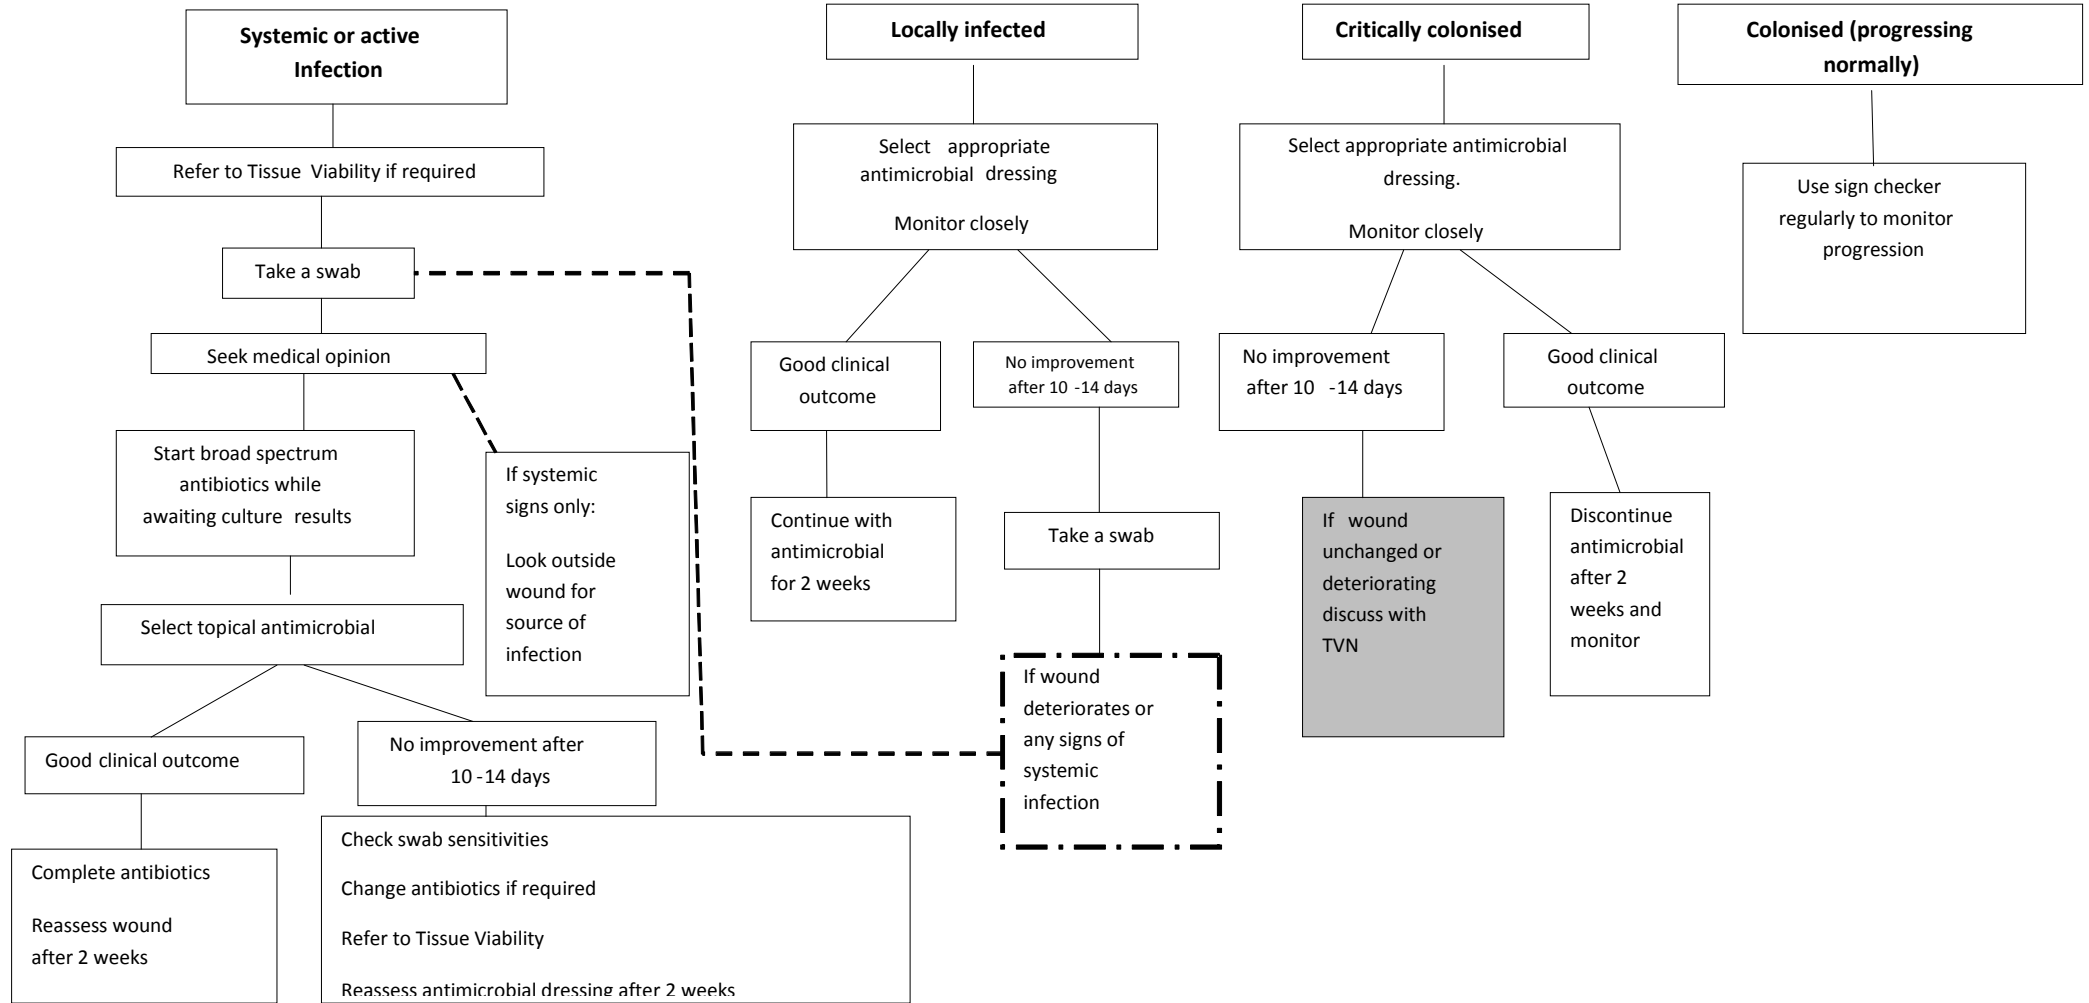 Systemic or active
Infection
Refer to Tissue Viability if required
Take a swab
Seek medical opinion
Start broad spectrum
antibiotics while
awaiting culture results
If systemic
signs only:
Look outside
wound for
source of
infection
Select topical antimicrobial
Good clinical outcome
No improvement after
10 -14 days
Complete antibiotics
Reassess wound
after 2 weeks
Check swab sensitivities
Change antibiotics if required
Refer to Tissue Viability
Reassess antimicrobial dressing after 2 weeks
Locally infected
Select appropriate
antimicrobial dressing
Monitor closely
Good clinical
outcome
No improvement
after 10 -14 days
Continue with
antimicrobial
for 2 weeks
Take a swab
If wound
deteriorates or
any signs of
systemic
infection
Critically colonised
Select appropriate antimicrobial
dressing.
Monitor closely
No improvement
after 10 -14 days
Good clinical
outcome
If wound
unchanged or
deteriorating
discuss with
TVN
Discontinue
antimicrobial
after 2
weeks and
monitor
Colonised (progressing
normally)
Use sign checker
regularly to monitor
progression